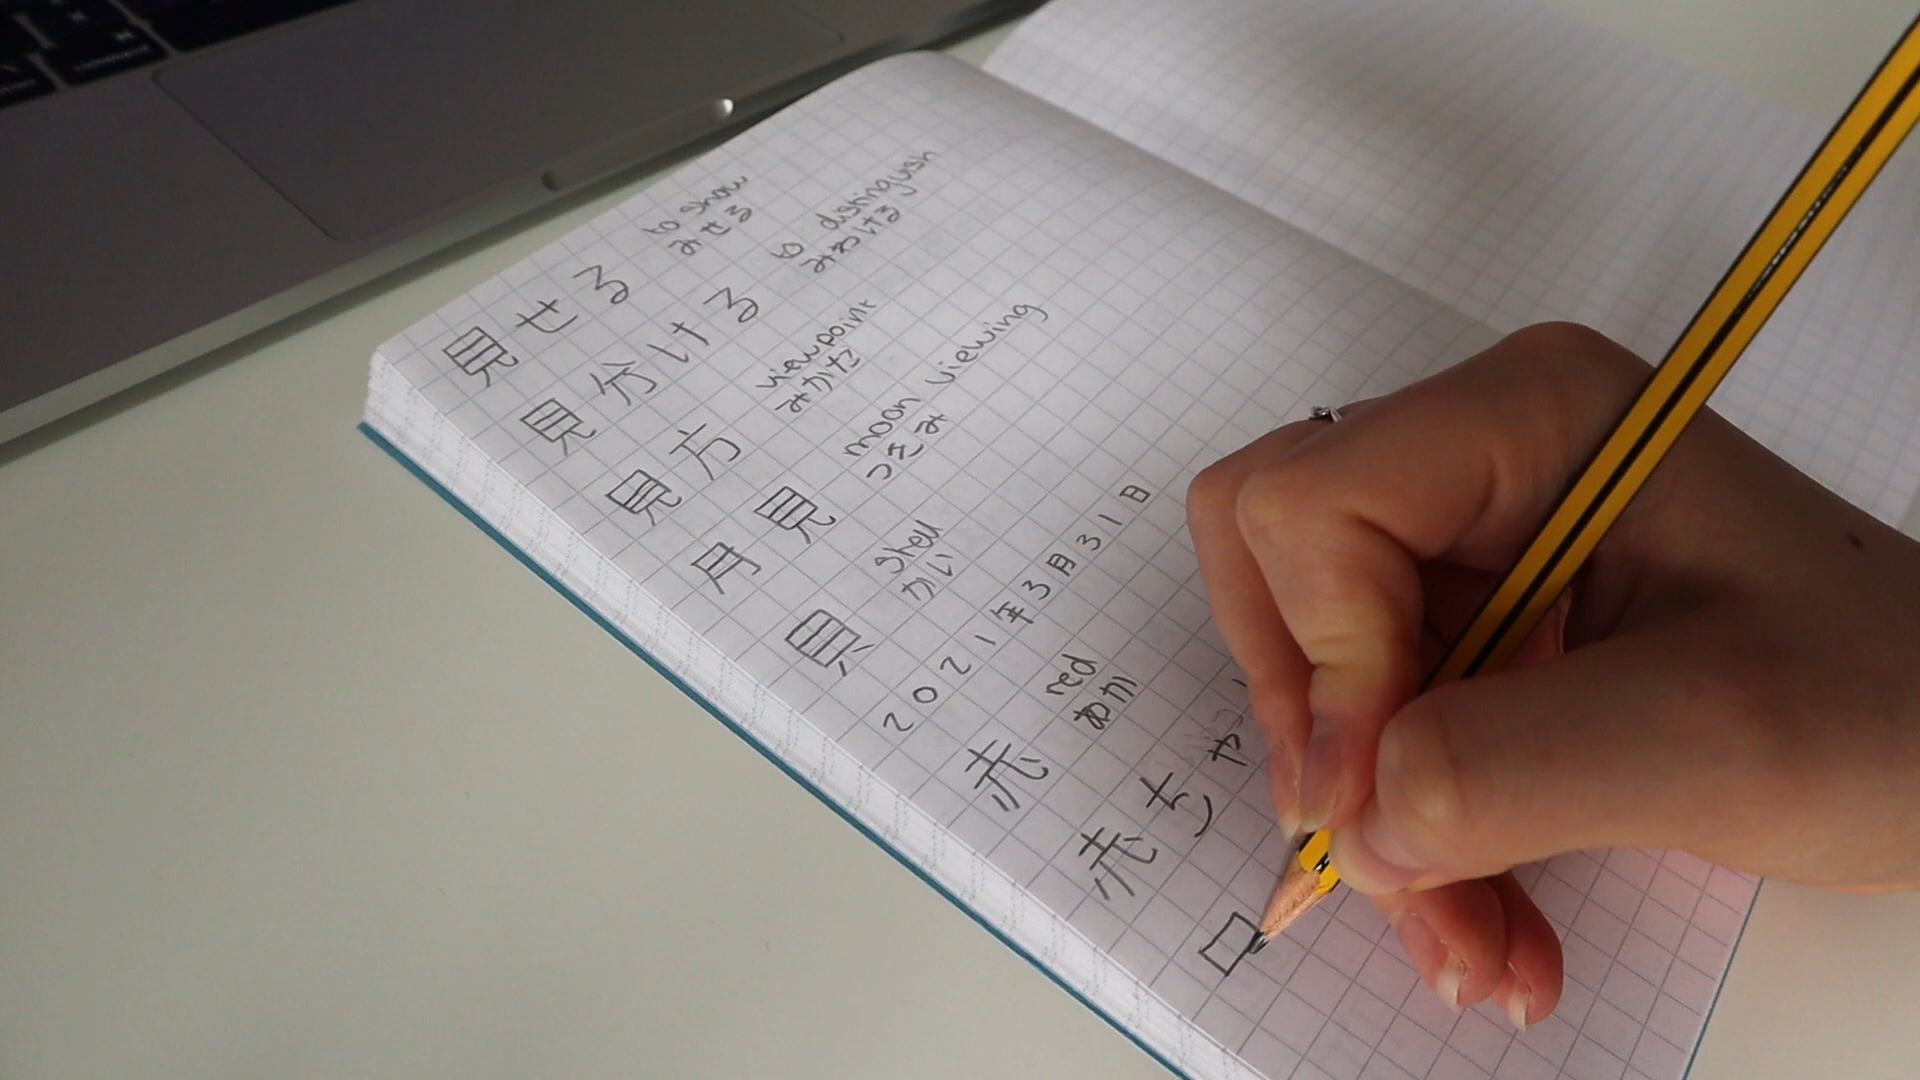 見せる
to show
みせる
見分ける
to distinguish
みわける
見方
viewpoint
みかた
月見
moon viewing
つきみ
貝
shell
かい
2021年3月31日
赤
red
あか
赤ちゃ
口